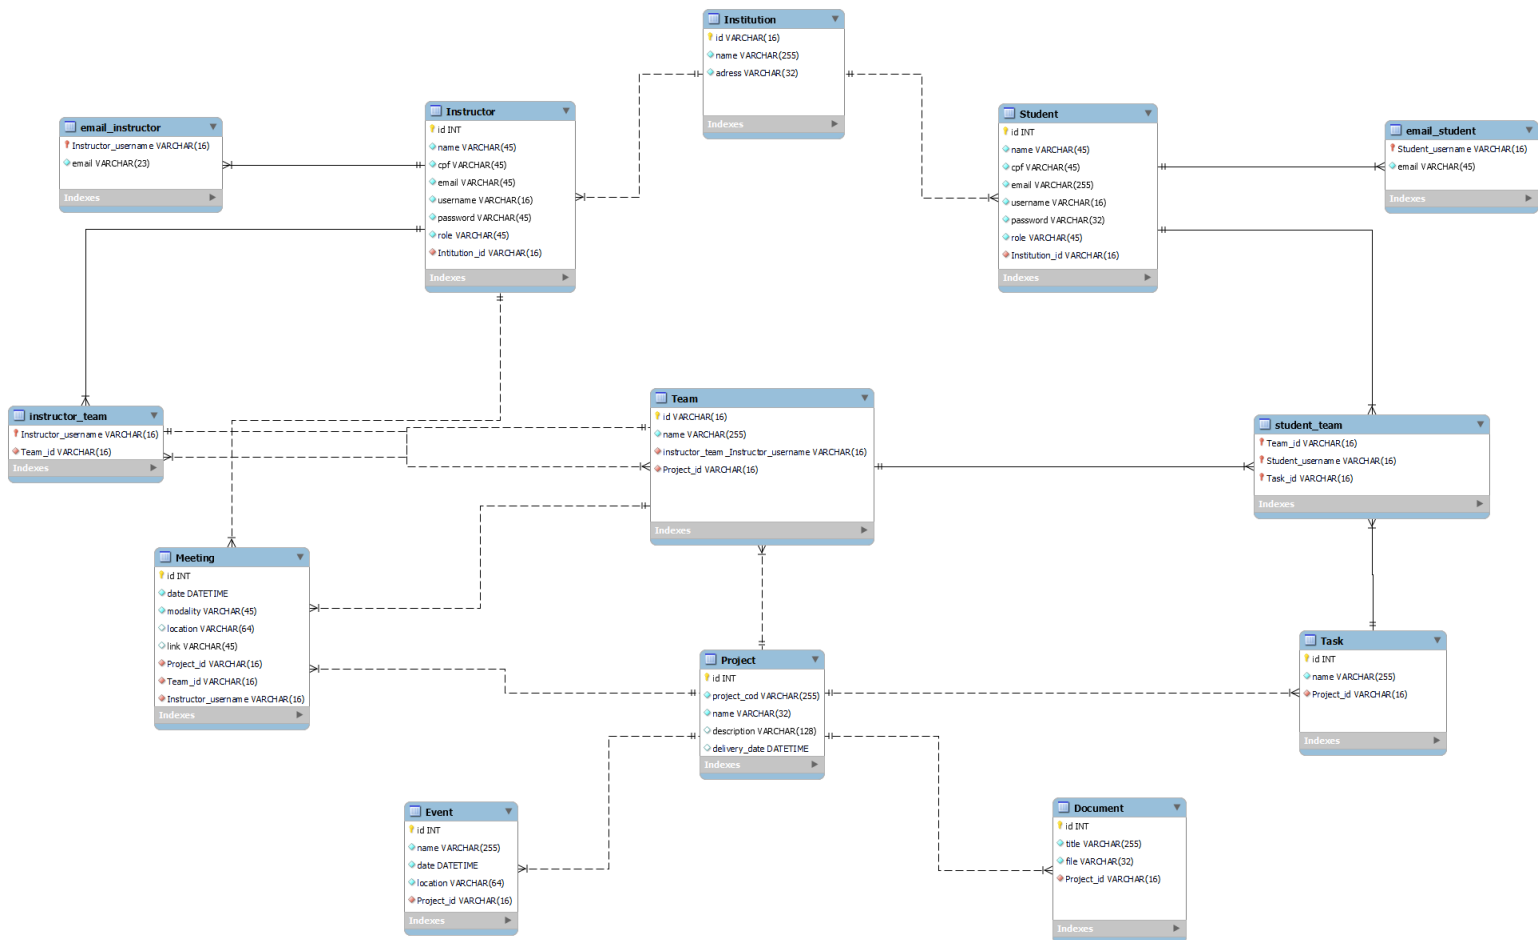 Institution
id VARCHAR(16)
name VARCHAR(255)
adress VARCHAR(32)
Indexes
email_instructor
Instructor_username VARCHAR(16)
email VARCHAR(23)
Indexes
Instructor
id INT
name VARCHAR(45)
cpf VARCHAR(45)
email VARCHAR(45)
username VARCHAR(16)
password VARCHAR(45)
role VARCHAR(45)
Intitution_id VARCHAR(16)
Indexes
Student
id INT
name VARCHAR(45)
cpf VARCHAR(45)
email VARCHAR(255)
username VARCHAR(16)
password VARCHAR(32)
role VARCHAR(45)
Institution_id VARCHAR(16)
Indexes
email_student
Student_username VARCHAR(16)
email VARCHAR(45)
Indexes
instructor_team
Instructor_username VARCHAR(16)
Team_id VARCHAR(16)
Indexes
Team
id VARCHAR(16)
name VARCHAR(255)
instructor_team_Instructor_username VARCHAR(16)
Project_id VARCHAR(16)
Indexes
student_team
Team_id VARCHAR(16)
Student_username VARCHAR(16)
Task_id VARCHAR(16)
Indexes
Meeting
id INT
date DATETIME
modality VARCHAR(45)
location VARCHAR(64)
link VARCHAR(45)
Project_id VARCHAR(16)
Team_id VARCHAR(16)
Instructor_username VARCHAR(16)
Indexes
Project
id INT
project_cod VARCHAR(255)
name VARCHAR(32)
description VARCHAR(128)
delivery_date DATETIME
Indexes
Task
id INT
name VARCHAR(255)
Project_id VARCHAR(16)
Indexes
Event
id INT
name VARCHAR(255)
date DATETIME
location VARCHAR(64)
Project_id VARCHAR(16)
Indexes
Document
id INT
title VARCHAR(255)
file VARCHAR(32)
Project_id VARCHAR(16)
Indexes